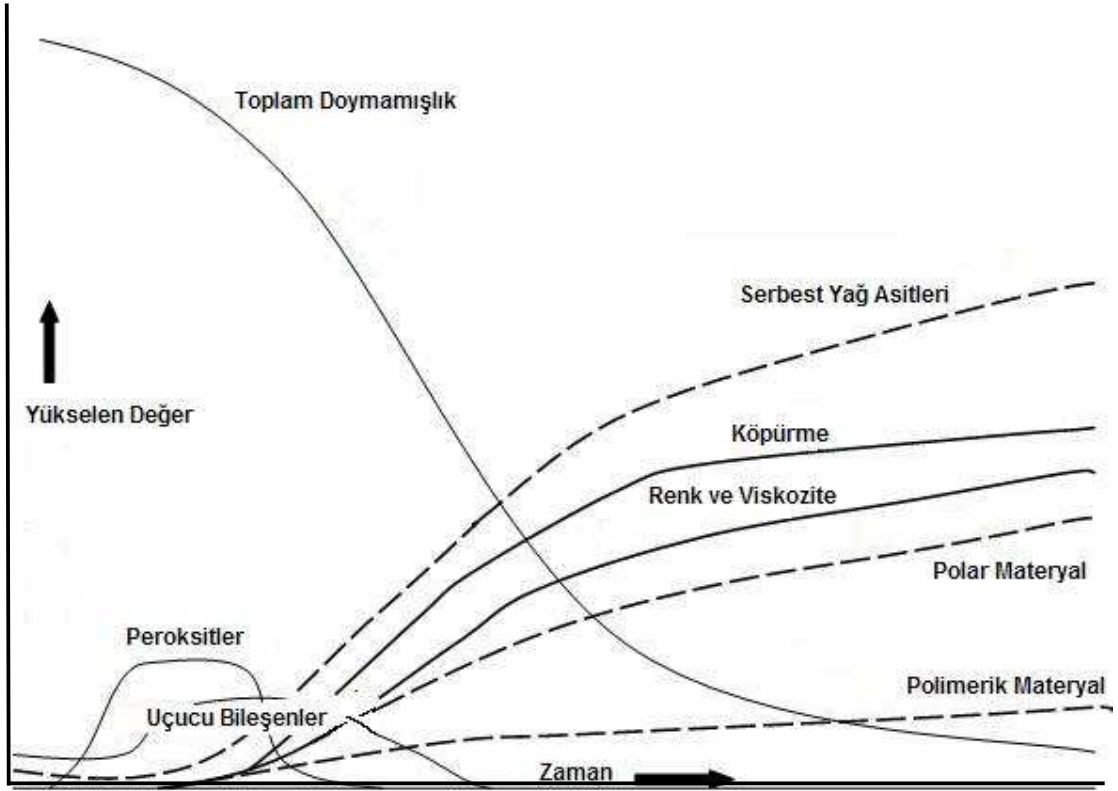 Toplam Doymamışlık
Serbest Yağ Asitleri
Yükselen Değer
Köpürme
Renk ve Viskozite
Polar Materyal
Peroksitler
Polimerik Materyal
Uçucu Bileşenler
Zaman